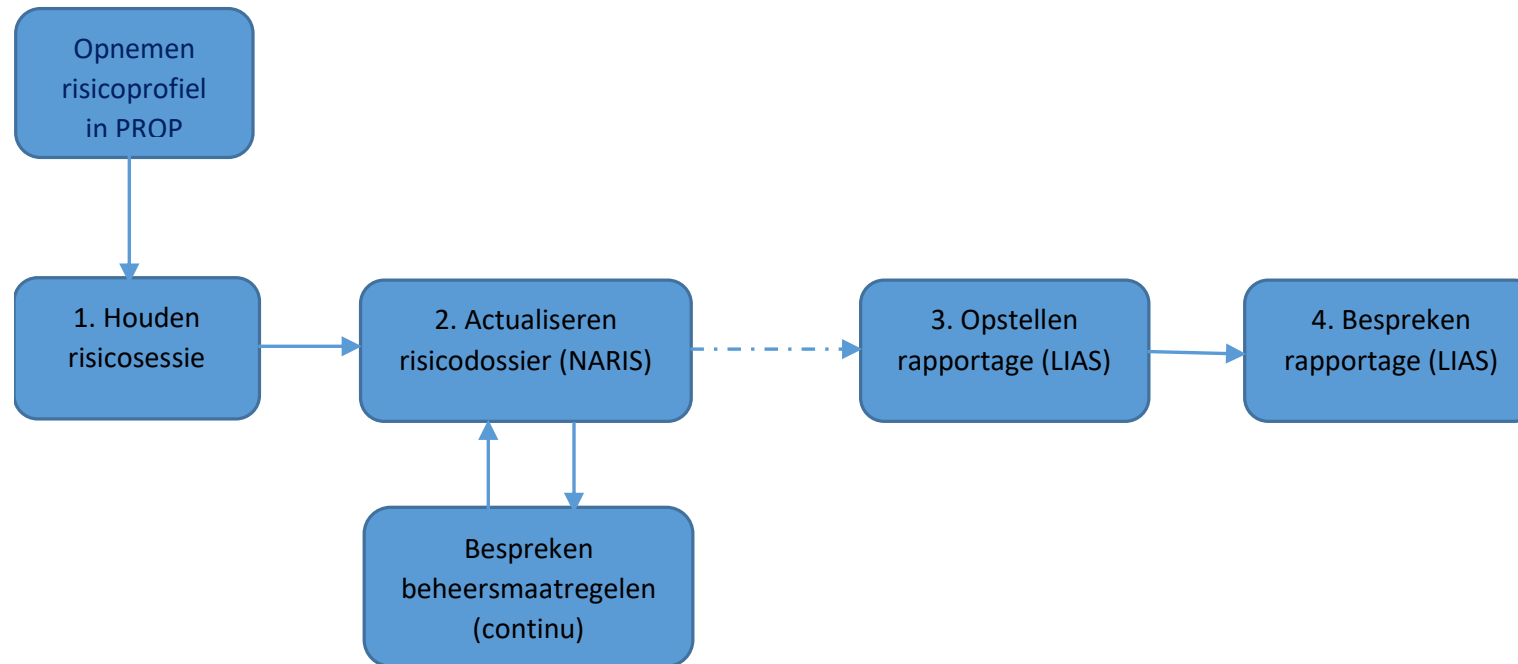 Opnemen
risicoprofiel
in PROP
1. Houden
risicosessie
2. Actualiseren
risicodossier (NARIS)
3. Opstellen
rapportage (LIAS)
4. Bespreken
rapportage (LIAS)
Bespreken
beheersmaatregelen
(continu)